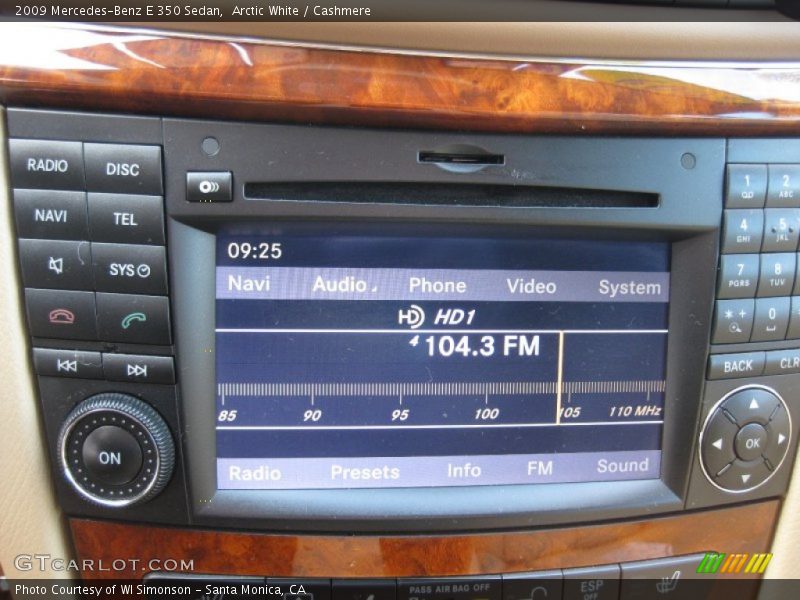 2009 Mercedes-Benz E 350 Sedan, Arctic White / Cashmere
RADIO DISC
NAVI TEL
SYS
ON
09:25
Navi Audio Phone Video System
HD HD1
4 104.3 FM
85 90 95 100 105 110 MHz
Radio Presets Info FM Sound
1 2 ABC
4 GHI 5 JKL
7 PQRS 8 TUV
* + 0
BACK CLR
OK
PASS AIR BAG OFF
ESP OFF
GTCARLOT.COM
Photo Courtesy of WI Simonson - Santa Monica, CA